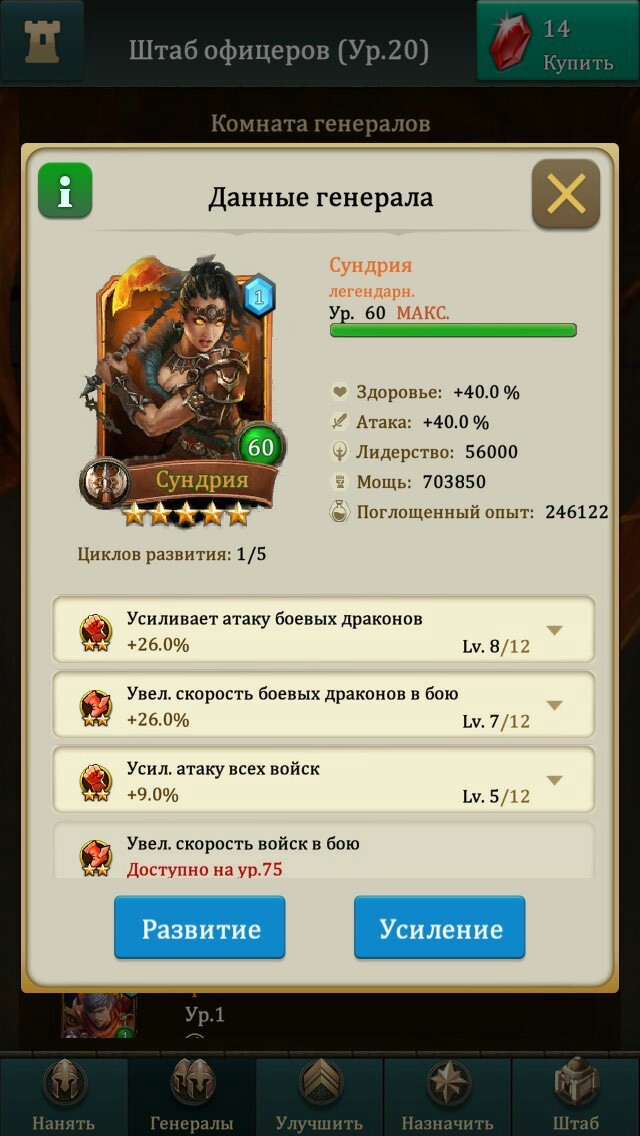 Штаб офицеров (Ур.20)
14
Купить
Комната генералов
i
Данные генерала
1
60
Сундрия
Сундрия
легендарн.
Ур. 60 МАКС.
Здоровье: +40.0 %
Атака: +40.0 %
Лидерство: 56000
Мощь: 703850
Поглощенный опыт: 246122
Циклов развития: 1/5
Усиливает атаку боевых драконов
+26.0%
Lv. 8/12
Увел. скорость боевых драконов в бою
+26.0%
Lv. 7/12
Усил. атаку всех войск
+9.0%
Lv. 5/12
Увел. скорость войск в бою
Доступно на ур.75
Развитие
Усиление
Ур.1
1
Нанять
Генералы
Улучшить
Назначить
Штаб